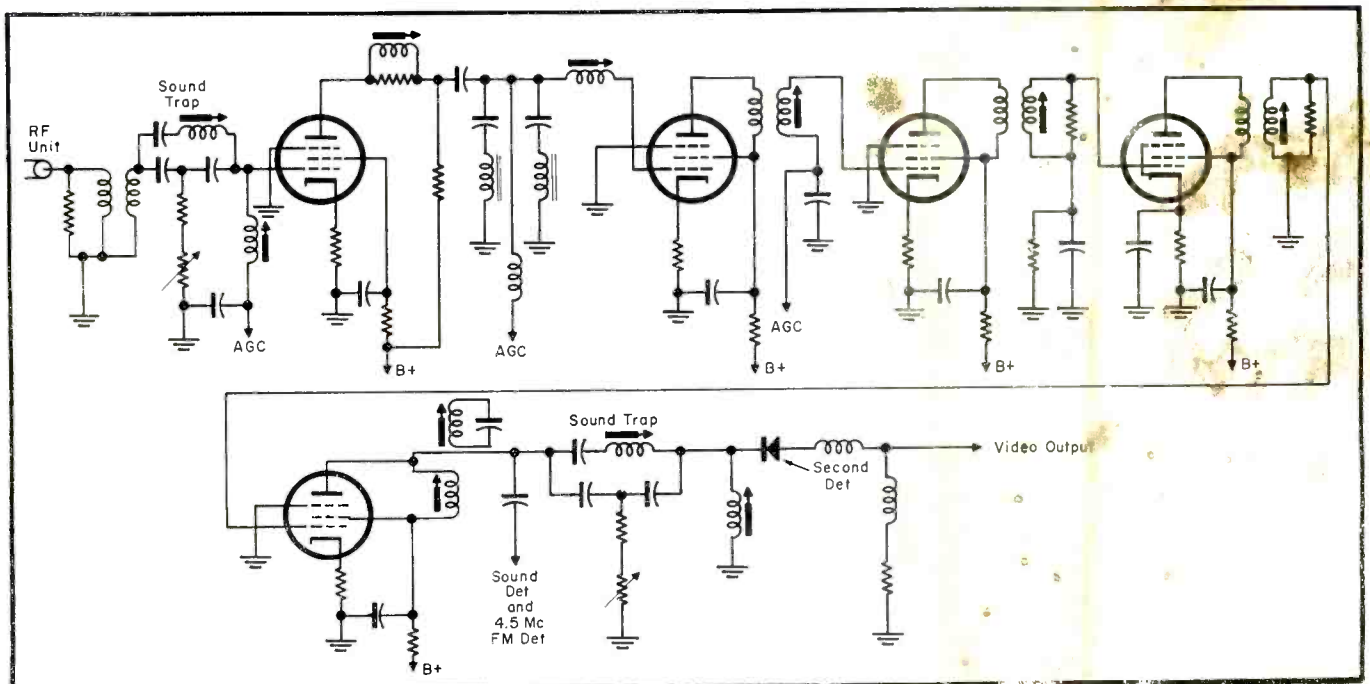 Sound
Trap
RF
Unit
AGC
B+
AGC
AGC
B+
B+
B+
Sound Trap
Second
Det
Video Output
Sound
Det
and
4.5 Mc
FM Det
B+